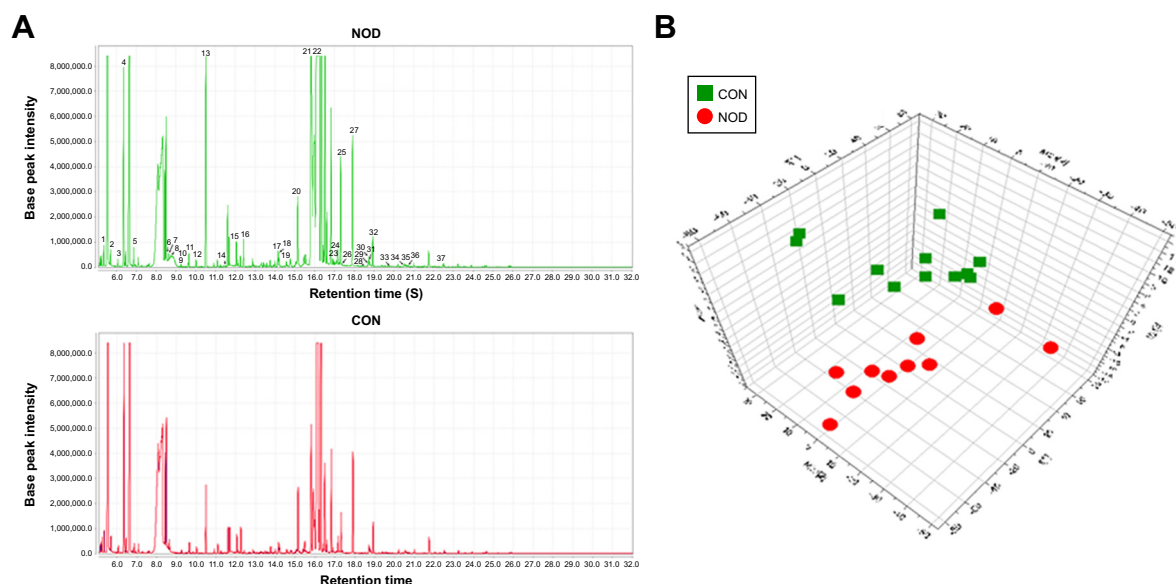 A
NOD
Base peak intensity
8,000,000.0
7,000,000.0
6,000,000.0
5,000,000.0
4,000,000.0
3,000,000.0
2,000,000.0
1,000,000.0
0.0
1 2 3 4 5 6 7 8 9 10 11 12 13 14 15 16 17 18 19 20 21 22 23 24 25 26 27 28 29 30 31 32 33 34 35 36 37
6.0 7.0 8.0 9.0 10.0 11.0 12.0 13.0 14.0 15.0 16.0 17.0 18.0 19.0 20.0 21.0 22.0 23.0 24.0 25.0 26.0 27.0 28.0 29.0 30.0 31.0 32.0
Retention time (S)
CON
Base peak intensity
8,000,000.0
7,000,000.0
6,000,000.0
5,000,000.0
4,000,000.0
3,000,000.0
2,000,000.0
1,000,000.0
0.0
6.0 7.0 8.0 9.0 10.0 11.0 12.0 13.0 14.0 15.0 16.0 17.0 18.0 19.0 20.0 21.0 22.0 23.0 24.0 25.0 26.0 27.0 28.0 29.0 30.0 31.0 32.0
Retention time
B
CON
NOD